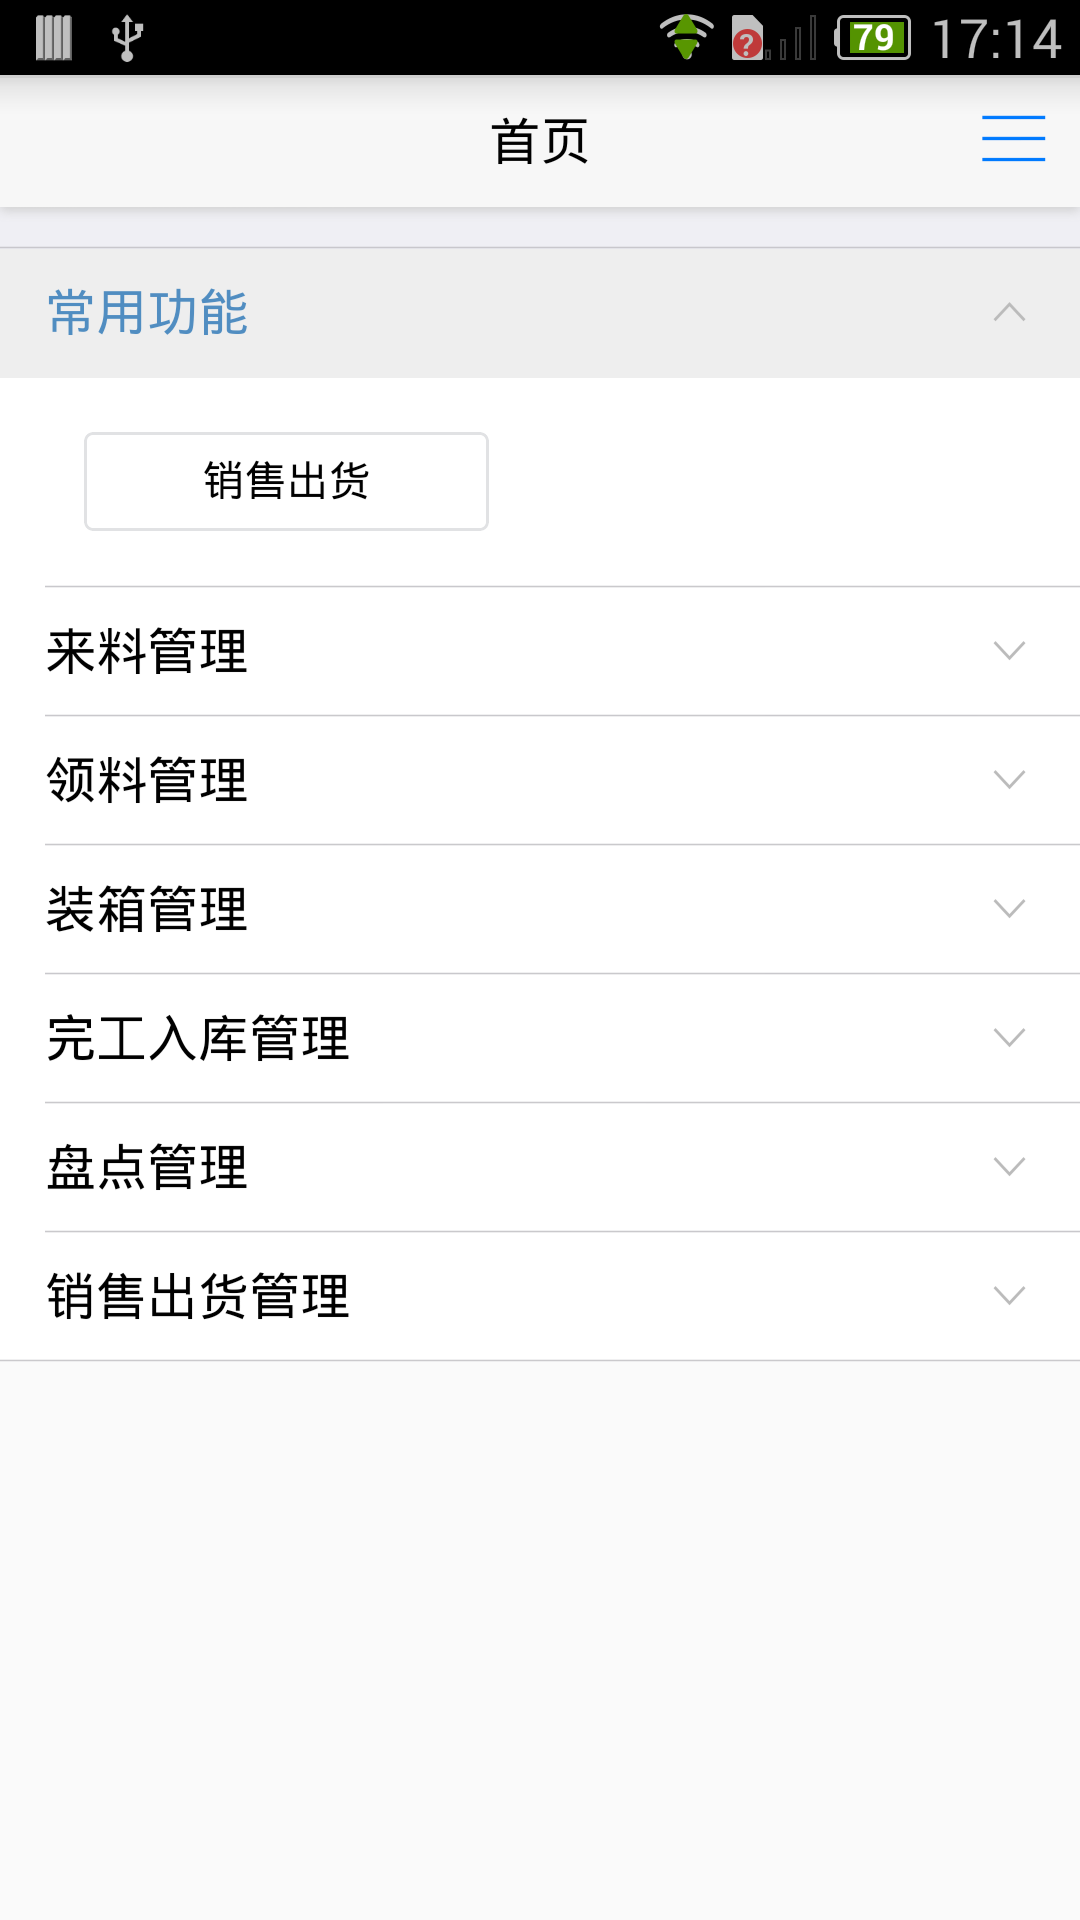 79 17:14
首页
常用功能
销售出货
来料管理
领料管理
装箱管理
完工入库管理
盘点管理
销售出货管理